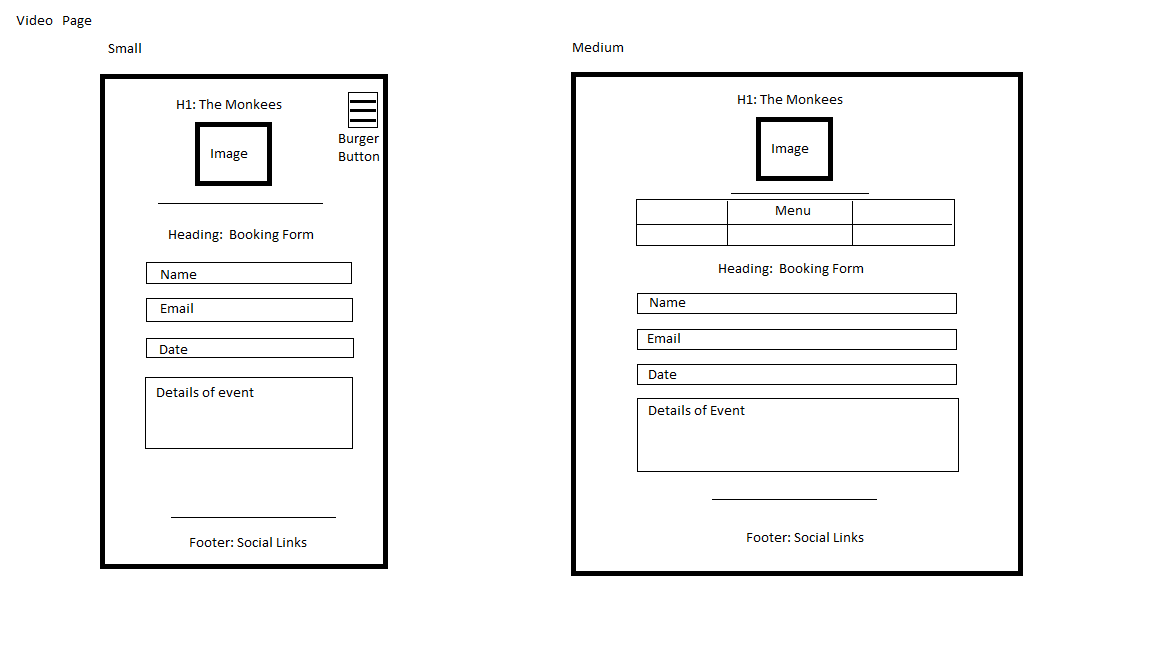 Video Page
Small
H1: The Monkees
Image
Burger
Button
Heading: Booking Form
Name
Email
Date
Details of event
Footer: Social Links
Medium
H1: The Monkees
Image
Menu
Heading: Booking Form
Name
Email
Date
Details of Event
Footer: Social Links